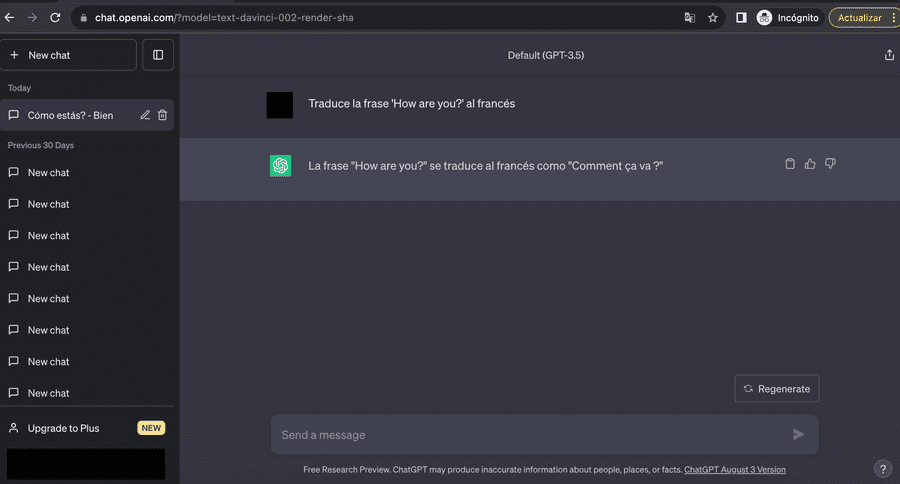 chat.openai.com/?model=text-davinci-002-render-sha
Incógnito
Actualizar
New chat
Today
Cómo estás? - Bien
Previous 30 Days
New chat
New chat
New chat
New chat
New chat
New chat
New chat
New chat
Upgrade to Plus
NEW
Default (GPT-3.5)
Traduce la frase 'How are you?' al francés
La frase "How are you?" se traduce al francés como "Comment ça va ?"
Regenerate
Send a message
Free Research Preview. ChatGPT may produce inaccurate information about people, places, or facts. ChatGPT August 3 Version
?